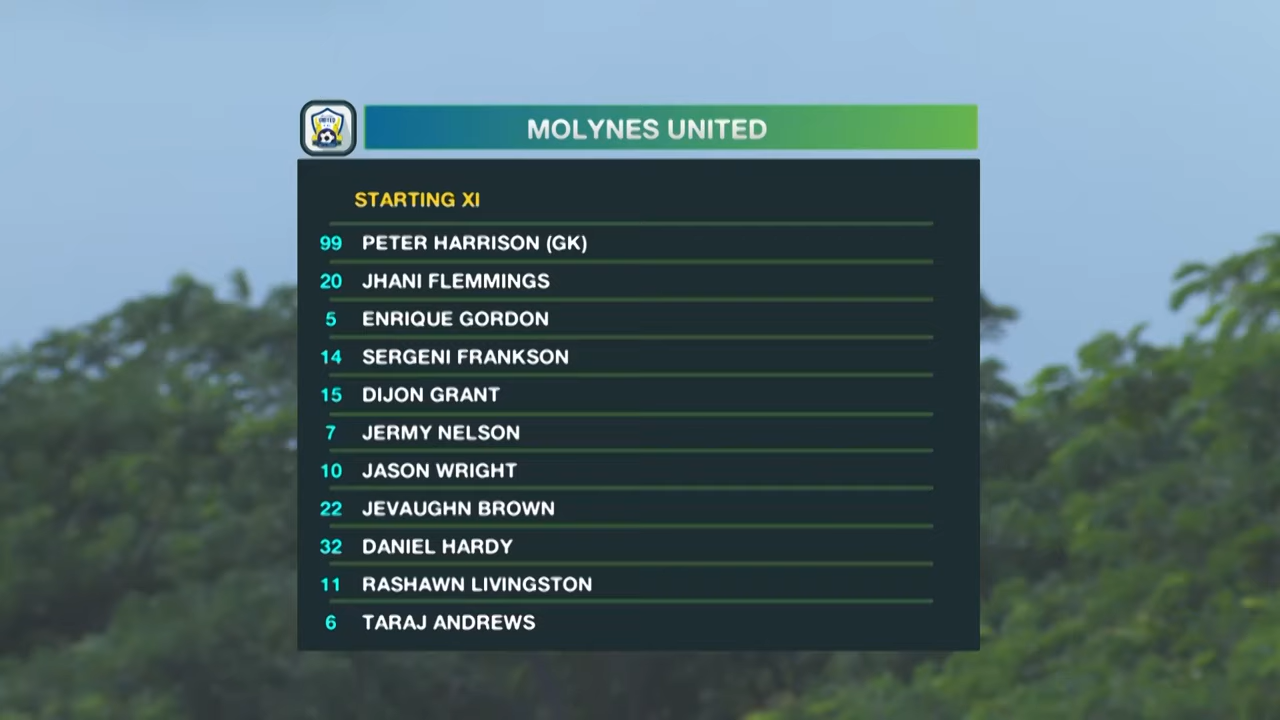 MOLYNES UNITED
UNITED
STARTING XI
99 PETER HARRISON (GK)
20 JHANI FLEMMINGS
5 ENRIQUE GORDON
14 SERGENI FRANKSON
15 DIJON GRANT
7 JERMY NELSON
10 JASON WRIGHT
22 JEVAUGHN BROWN
32 DANIEL HARDY
11 RASHAWN LIVINGSTON
6 TARAJ ANDREWS